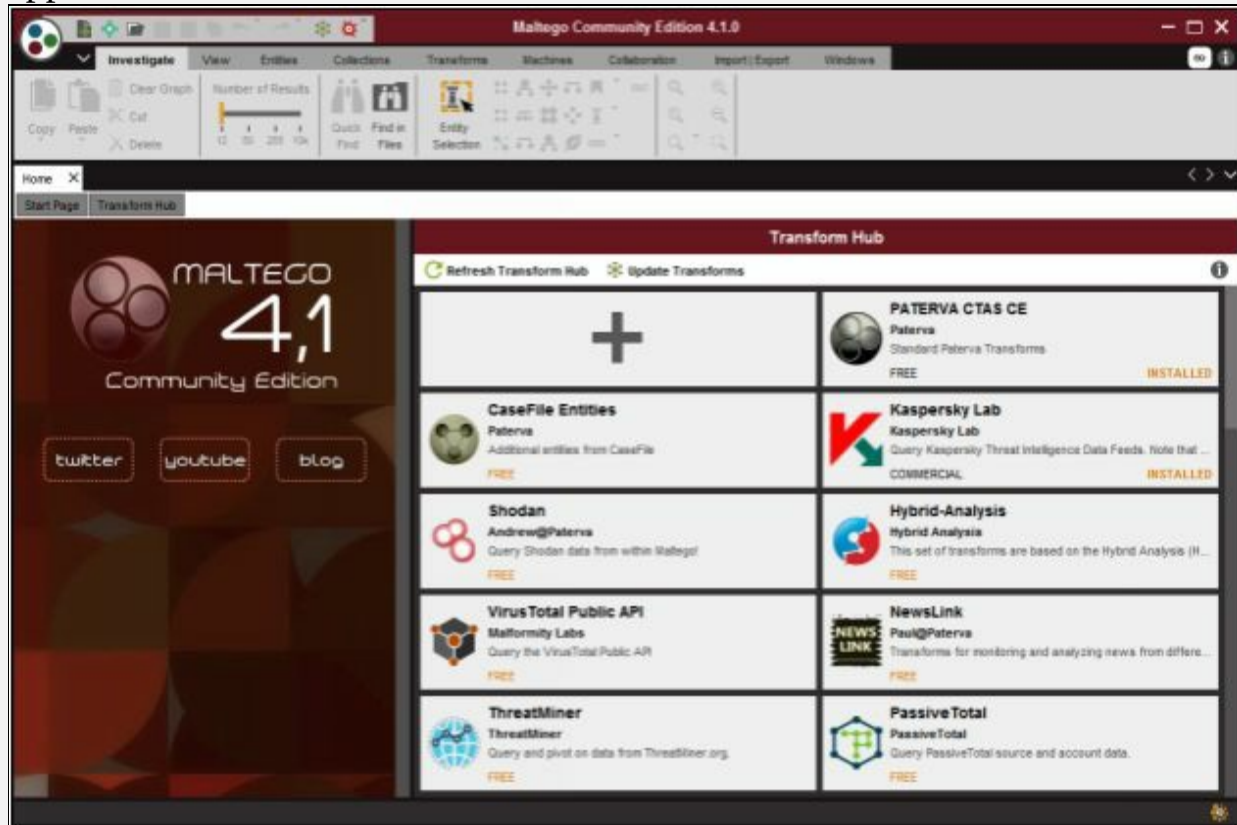 Maltego Community Edition 4.1.0
Investigate View Entities Collections Transforms Machines Collaboration Import | Export Windows
Copy Paste Clear Graph Cut Delete
Number of Results
Quick Find
Find in Files
Entity Selection
Home X
Start Page Transform Hub
MALTEGO
4,1
Community Edition
twitter youtube blog
Transform Hub
Refresh Transform Hub Update Transforms
PATERVA CTAS CE
Paterva
Standard Paterva Transforms
FREE INSTALLED
CaseFile Entities
Paterva
Additional entities from CaseFile
FREE
Kaspersky Lab
Kaspersky Lab
Query Kaspersky Threat Intelligence Data Feeds. Note that ...
COMMERCIAL INSTALLED
Shodan
Andrew@Paterva
Query Shodan data from within Maltego!
FREE
Hybrid-Analysis
Hybrid Analysis
This set of transforms are based on the Hybrid Analysis (H...
FREE
VirusTotal Public API
Malformity Labs
Query the VirusTotal Public API
FREE
NEWS
LINK
NewsLink
Paul@Paterva
Transforms for monitoring and analyzing news from differe...
FREE
ThreatMiner
ThreatMiner
Query and pivot on data from ThreatMiner.org.
FREE
PassiveTotal
PassiveTotal
Query PassiveTotal source and account data.
FREE